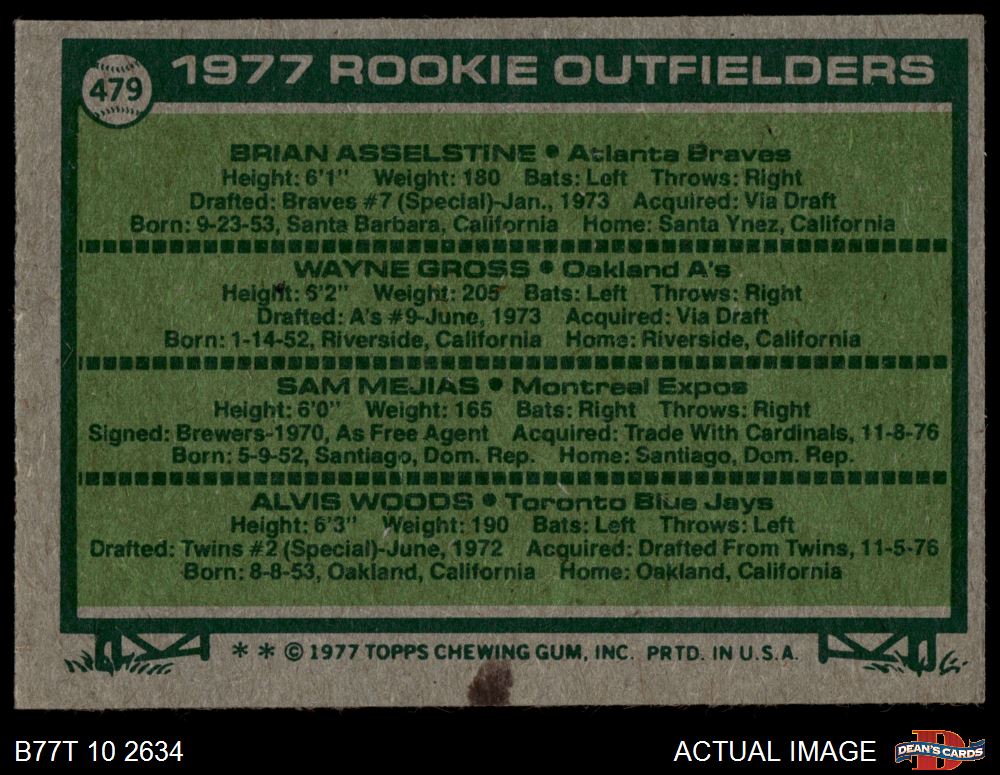 479
1977 ROOKIE OUTFIELDERS
BRIAN ASSELSTINE • Atlanta Braves
Height: 6'1" Weight: 180 Bats: Left Throws: Right
Drafted: Braves #7 (Special)-Jan., 1973 Acquired: Via Draft
Born: 9-23-53, Santa Barbara, California Home: Santa Ynez, California
WAYNE GROSS • Oakland A's
Height: 6'2" Weight: 205 Bats: Left Throws: Right
Drafted: A's #9-June, 1973 Acquired: Via Draft
Born: 1-14-52, Riverside, California Home: Riverside, California
SAM MEJIAS • Montreal Expos
Height: 6'0" Weight: 165 Bats: Right Throws: Right
Signed: Brewers-1970, As Free Agent Acquired: Trade With Cardinals, 11-8-76
Born: 5-9-52, Santiago, Dom. Rep. Home: Santiago, Dom. Rep.
ALVIS WOODS • Toronto Blue Jays
Height: 6'3" Weight: 190 Bats: Left Throws: Left
Drafted: Twins #2 (Special)-June, 1972 Acquired: Drafted From Twins, 11-5-76
Born: 8-8-53, Oakland, California Home: Oakland, California
* * © 1977 TOPPS CHEWING GUM, INC. PRTD. IN U.S.A.
B77T 10 2634
ACTUAL IMAGE
D
DEAN'S CARDS